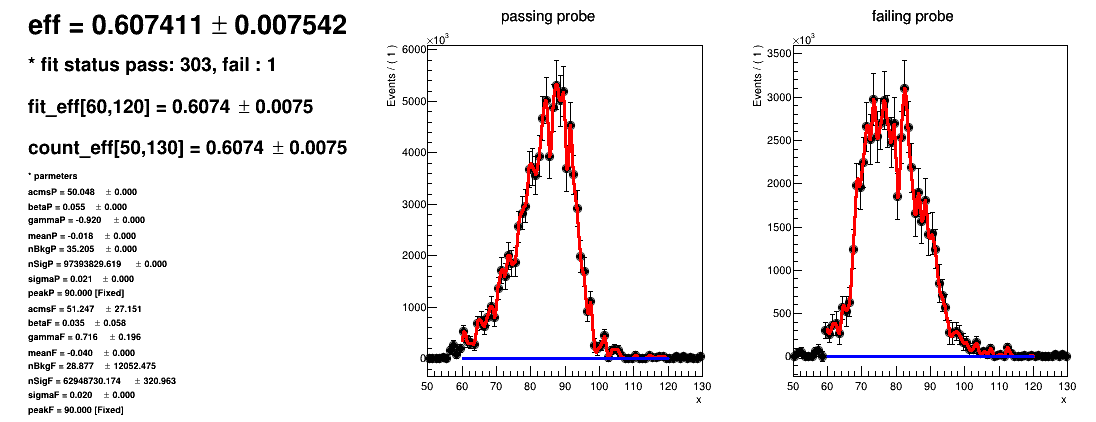 eff = 0.607411 ± 0.007542
* fit status pass: 303, fail : 1
fit_eff[60,120] = 0.6074 ± 0.0075
count_eff[50,130] = 0.6074 ± 0.0075
* parmeters
acmsP = 50.048 ± 0.000
betaP = 0.055 ± 0.000
gammaP = -0.920 ± 0.000
meanP = -0.018 ± 0.000
nBkgP = 35.205 ± 0.000
nSigP = 97393829.619 ± 0.000
sigmaP = 0.021 ± 0.000
peakP = 90.000 [Fixed]
acmsF = 51.247 ± 27.151
betaF = 0.035 ± 0.058
gammaF = 0.716 ± 0.196
meanF = -0.040 ± 0.000
nBkgF = 28.877 ± 12052.475
nSigF = 62948730.174 ± 320.963
sigmaF = 0.020 ± 0.000
peakF = 90.000 [Fixed]
passing probe
×10³
Events / ( 1 )
6000
5000
4000
3000
2000
1000
0
50 60 70 80 90 100 110 120 130
x
failing probe
×10³
Events / ( 1 )
3500
3000
2500
2000
1500
1000
500
0
50 60 70 80 90 100 110 120 130
x